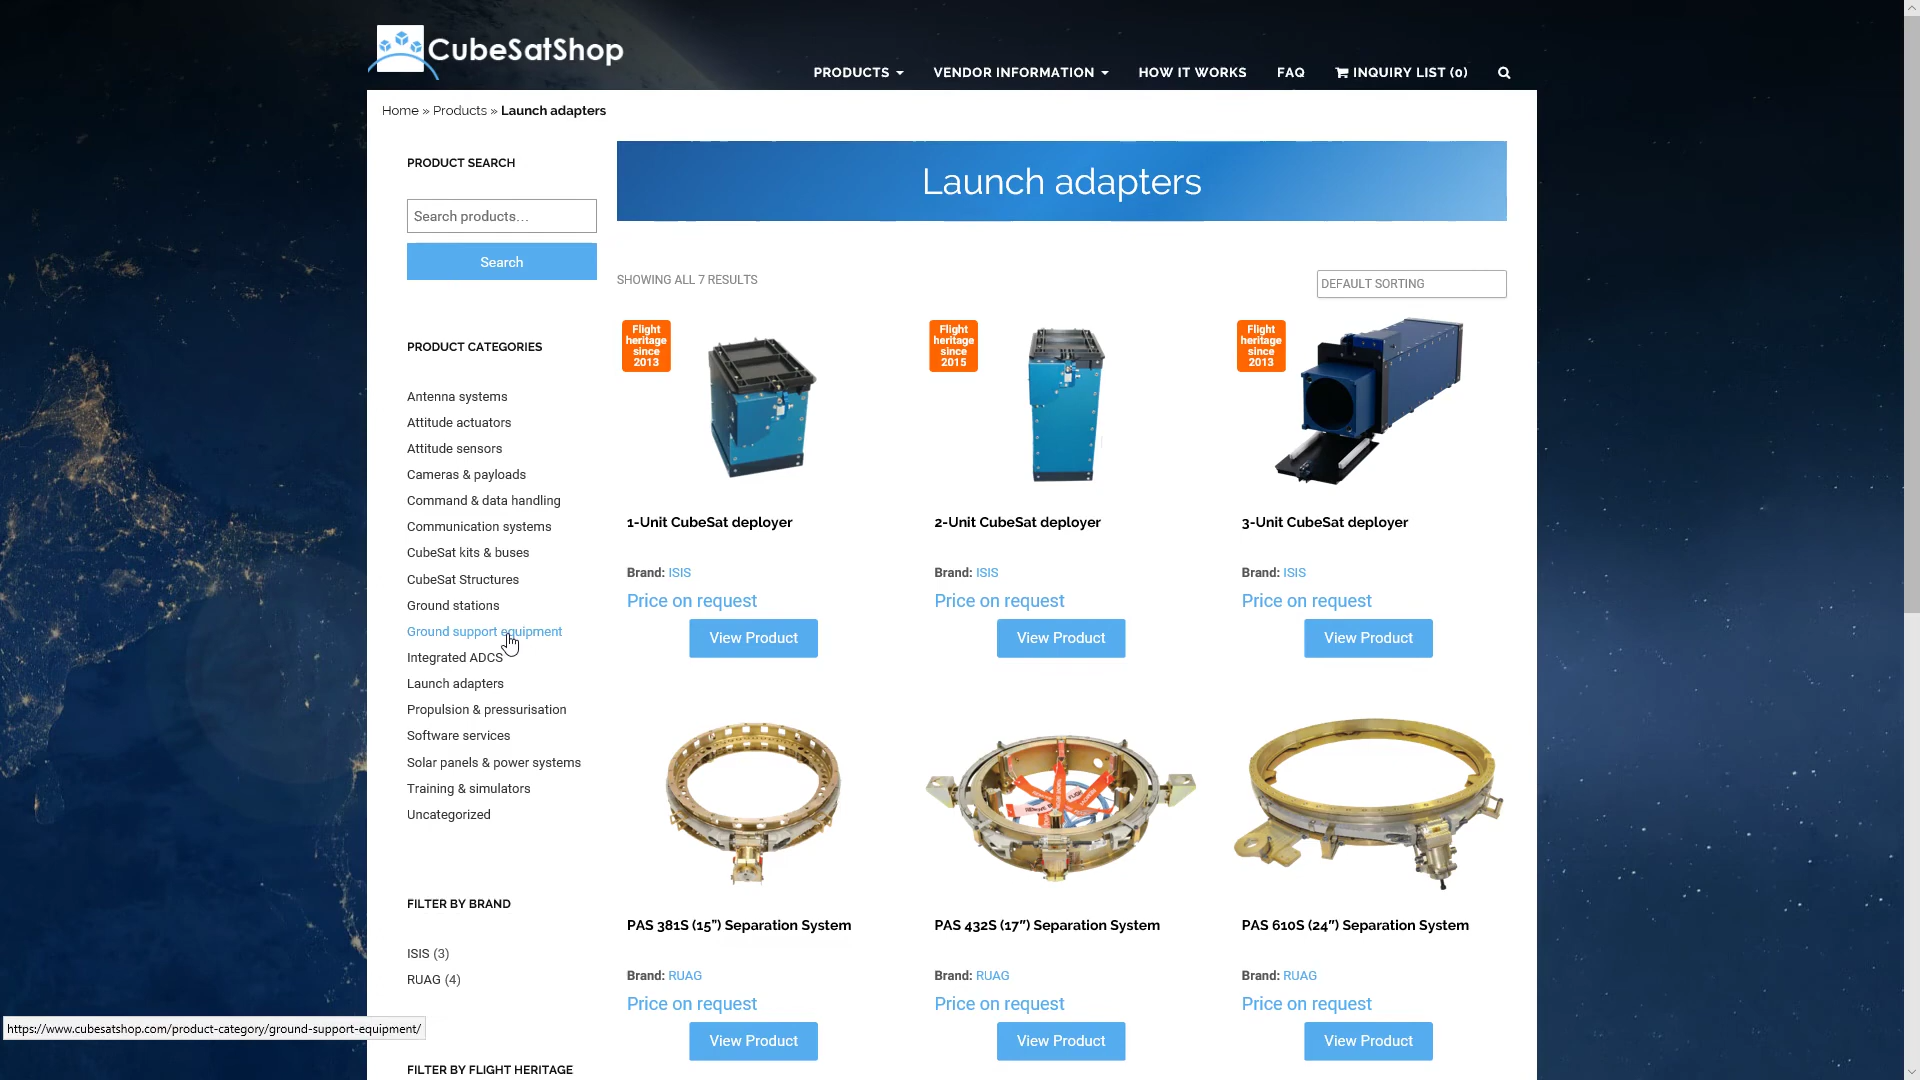 CubeSatShop
PRODUCTS
VENDOR INFORMATION
HOW IT WORKS
FAQ
INQUIRY LIST (0)
Home » Products » Launch adapters
PRODUCT SEARCH
Search products...
Search
PRODUCT CATEGORIES
Antenna systems
Attitude actuators
Attitude sensors
Cameras & payloads
Command & data handling
Communication systems
CubeSat kits & buses
CubeSat Structures
Ground stations
Ground support equipment
Integrated ADCS
Launch adapters
Propulsion & pressurisation
Software services
Solar panels & power systems
Training & simulators
Uncategorized
FILTER BY BRAND
ISIS (3)
RUAG (4)
FILTER BY FLIGHT HERITAGE
Launch adapters
SHOWING ALL 7 RESULTS
DEFAULT SORTING
Flight
heritage
since
2013
1-Unit CubeSat deployer
Brand: ISIS
Price on request
View Product
Flight
heritage
since
2015
2-Unit CubeSat deployer
Brand: ISIS
Price on request
View Product
Flight
heritage
since
2013
3-Unit CubeSat deployer
Brand: ISIS
Price on request
View Product
PAS 381S (15”) Separation System
Brand: RUAG
Price on request
View Product
PAS 432S (17″) Separation System
Brand: RUAG
Price on request
View Product
PAS 610S (24″) Separation System
Brand: RUAG
Price on request
View Product
https://www.cubesatshop.com/product-category/ground-support-equipment/